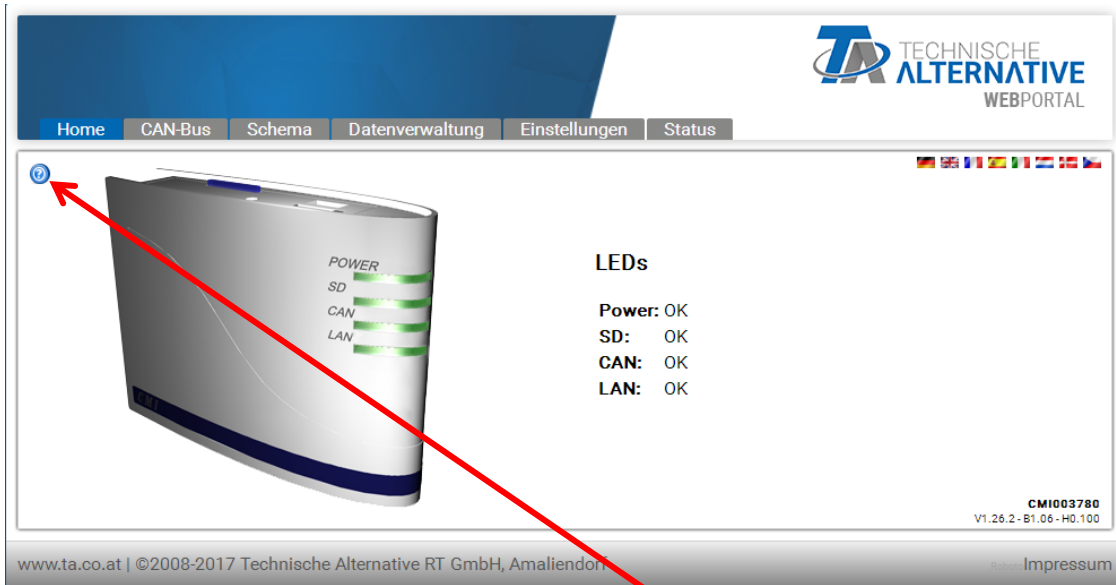 TECHNISCHE
ALTERNATIVE
WEBPORTAL
Home CAN-Bus Schema Datenverwaltung Einstellungen Status
POWER
SD
CAN
LAN
CMI
LEDs
Power: OK
SD: OK
CAN: OK
LAN: OK
CMI003780
V1.26.2 - B1.06 - H0.100
www.ta.co.at | ©2008-2017 Technische Alternative RT GmbH, Amaliendorf
Impressum